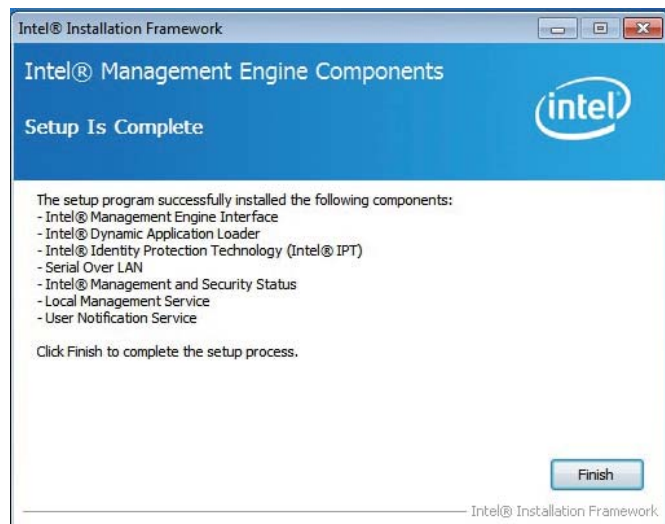 Intel® Installation Framework
Intel® Management Engine Components
intel
Setup Is Complete
The setup program successfully installed the following components:
- Intel® Management Engine Interface
- Intel® Dynamic Application Loader
- Intel® Identity Protection Technology (Intel® IPT)
- Serial Over LAN
- Intel® Management and Security Status
- Local Management Service
- User Notification Service
Click Finish to complete the setup process.
Finish
Intel® Installation Framework